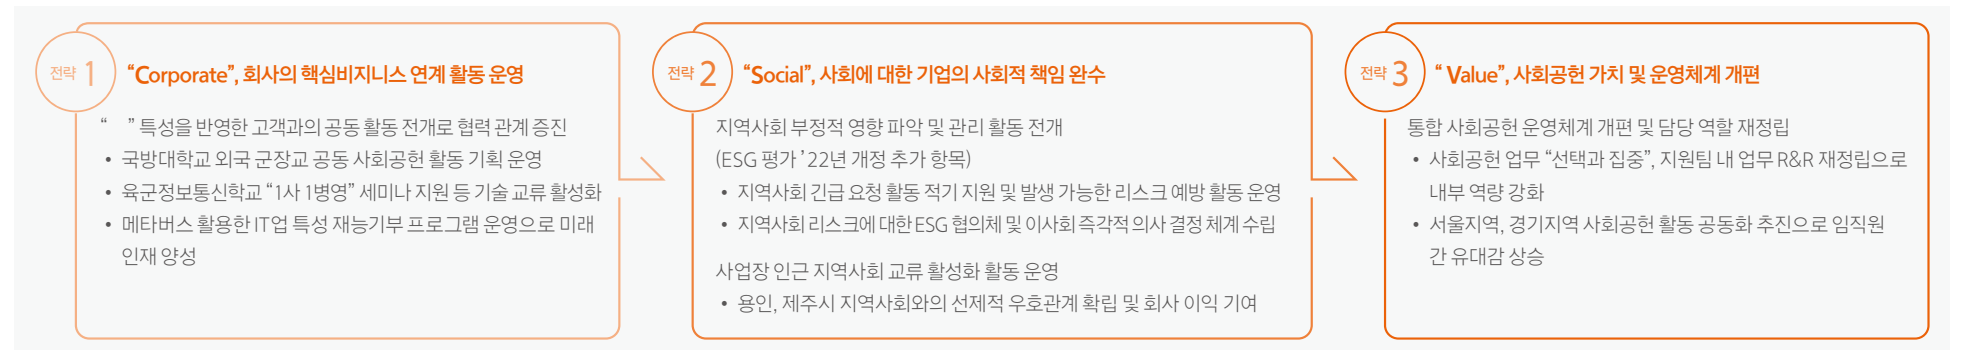 전략 1
“Corporate”, 회사의 핵심비지니스 연계 활동 운영
“ ” 특성을 반영한 고객과의 공동 활동 전개로 협력 관계 증진
• 국방대학교 외국 군장교 공동 사회공헌 활동 기획 운영
• 육군정보통신학교 “1사 1병영” 세미나 지원 등 기술 교류 활성화
• 메타버스 활용한 IT업 특성 재능기부 프로그램 운영으로 미래
인재 양성
전략 2
“Social”, 사회에 대한 기업의 사회적 책임 완수
지역사회 부정적 영향 파악 및 관리 활동 전개
(ESG 평가 ’22년 개정 추가 항목)
• 지역사회 긴급 요청 활동 적기 지원 및 발생 가능한 리스크 예방 활동 운영
• 지역사회 리스크에 대한 ESG 협의체 및 이사회 즉각적 의사 결정 체계 수립
사업장 인근 지역사회 교류 활성화 활동 운영
• 용인, 제주시 지역사회와의 선제적 우호관계 확립 및 회사 이익 기여
전략 3
“ Value”, 사회공헌 가치 및 운영체계 개편
통합 사회공헌 운영체계 개편 및 담당 역할 재정립
• 사회공헌 업무 “선택과 집중”, 지원팀 내 업무 R&R 재정립으로
내부 역량 강화
• 서울지역, 경기지역 사회공헌 활동 공동화 추진으로 임직원
간 유대감 상승